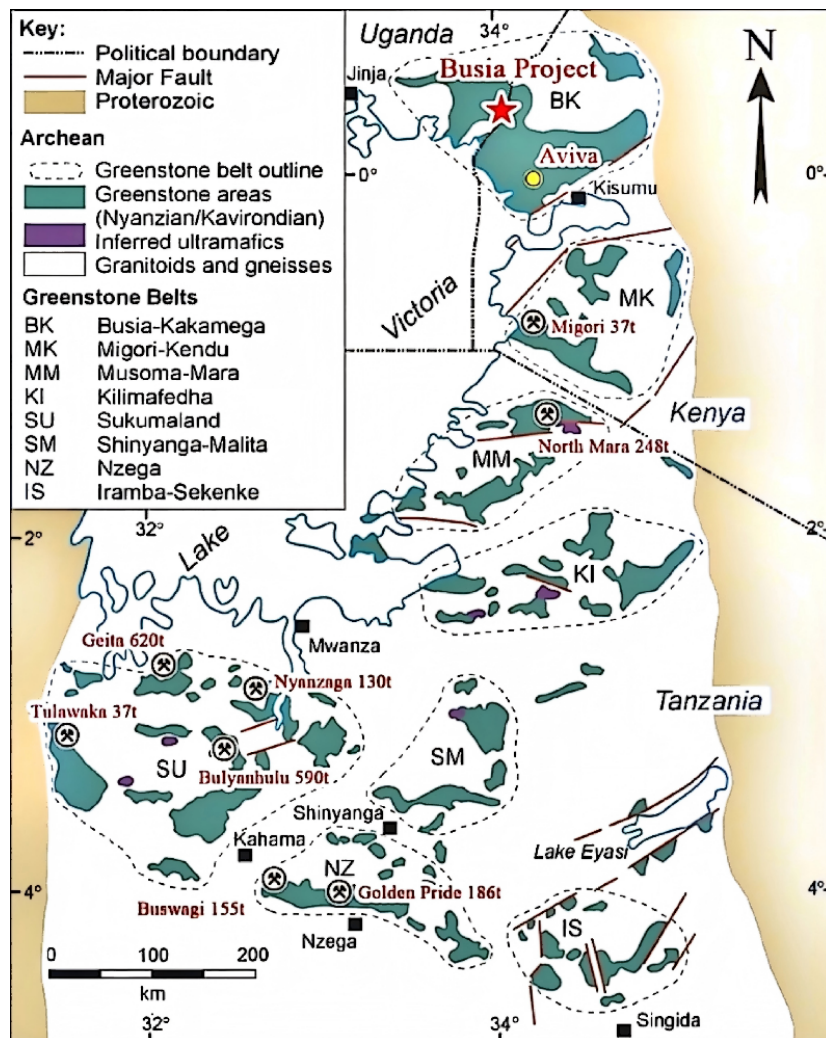 Key:
Political boundary
Major Fault
Proterozoic
Archean
Greenstone belt outline
Greenstone areas
(Nyanzian/Kavirondian)
Inferred ultramafics
Granitoids and gneisses
Greenstone Belts
BK Busia-Kakamega
MK Migori-Kendu
MM Musoma-Mara
KI Kilimafedha
SU Sukumaland
SM Shinyanga-Malita
NZ Nzega
IS Iramba-Sekenke
Uganda
34°
N
Jinja
Busia Project
BK
Aviva
0°
0°
Kisumu
Victoria
MK
Migori 37t
Kenya
North Mara 248t
MM
32
2°
2°
Lake
KI
Mwanza
Geita 620t
Nyanzaga 130t
Tanzania
Tulawaka 37t
SU
SM
Bulyanhulu 590t
Shinyanga
Kahama
Lake Eyasi
NZ
4°
4°
Buswagi 155t
Golden Pride 186t
IS
Nzega
0 100 200
km
32
34
Singida